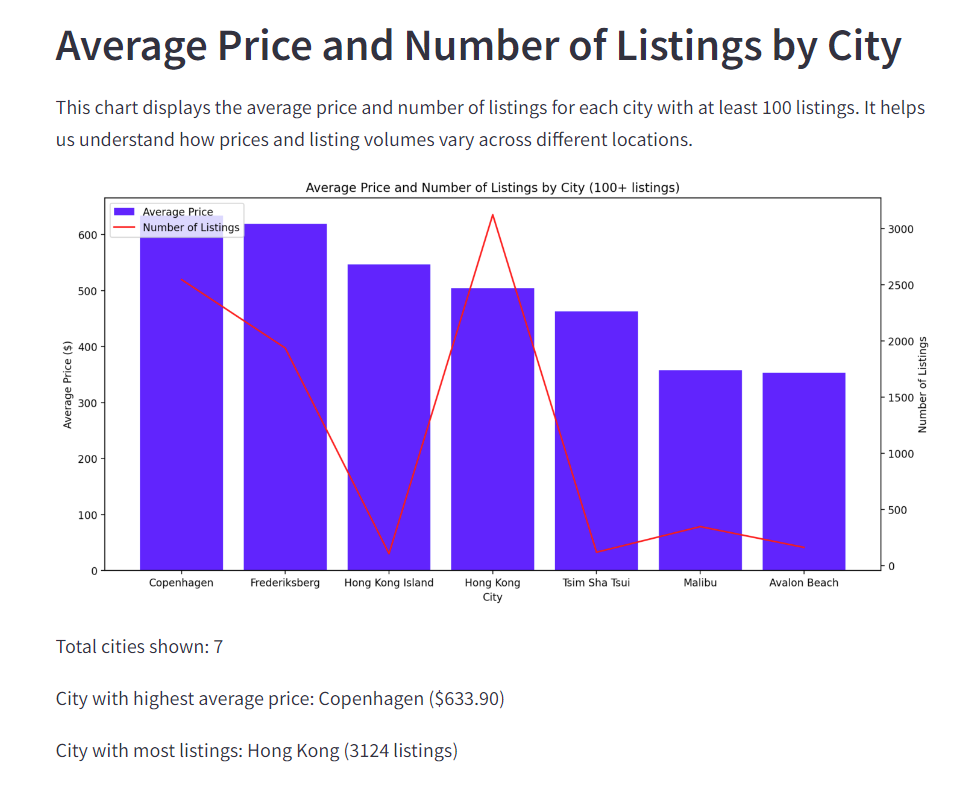 Average Price and Number of Listings by City
This chart displays the average price and number of listings for each city with at least 100 listings. It helps
us understand how prices and listing volumes vary across different locations.
Average Price and Number of Listings by City (100+ listings)
Average Price
Number of Listings
600
500
400
300
200
100
0
Average Price ($)
3000
2500
2000
1500
1000
500
0
Number of Listings
Copenhagen Frederiksberg Hong Kong Island Hong Kong Tsim Sha Tsui Malibu Avalon Beach
City
Total cities shown: 7
City with highest average price: Copenhagen ($633.90)
City with most listings: Hong Kong (3124 listings)